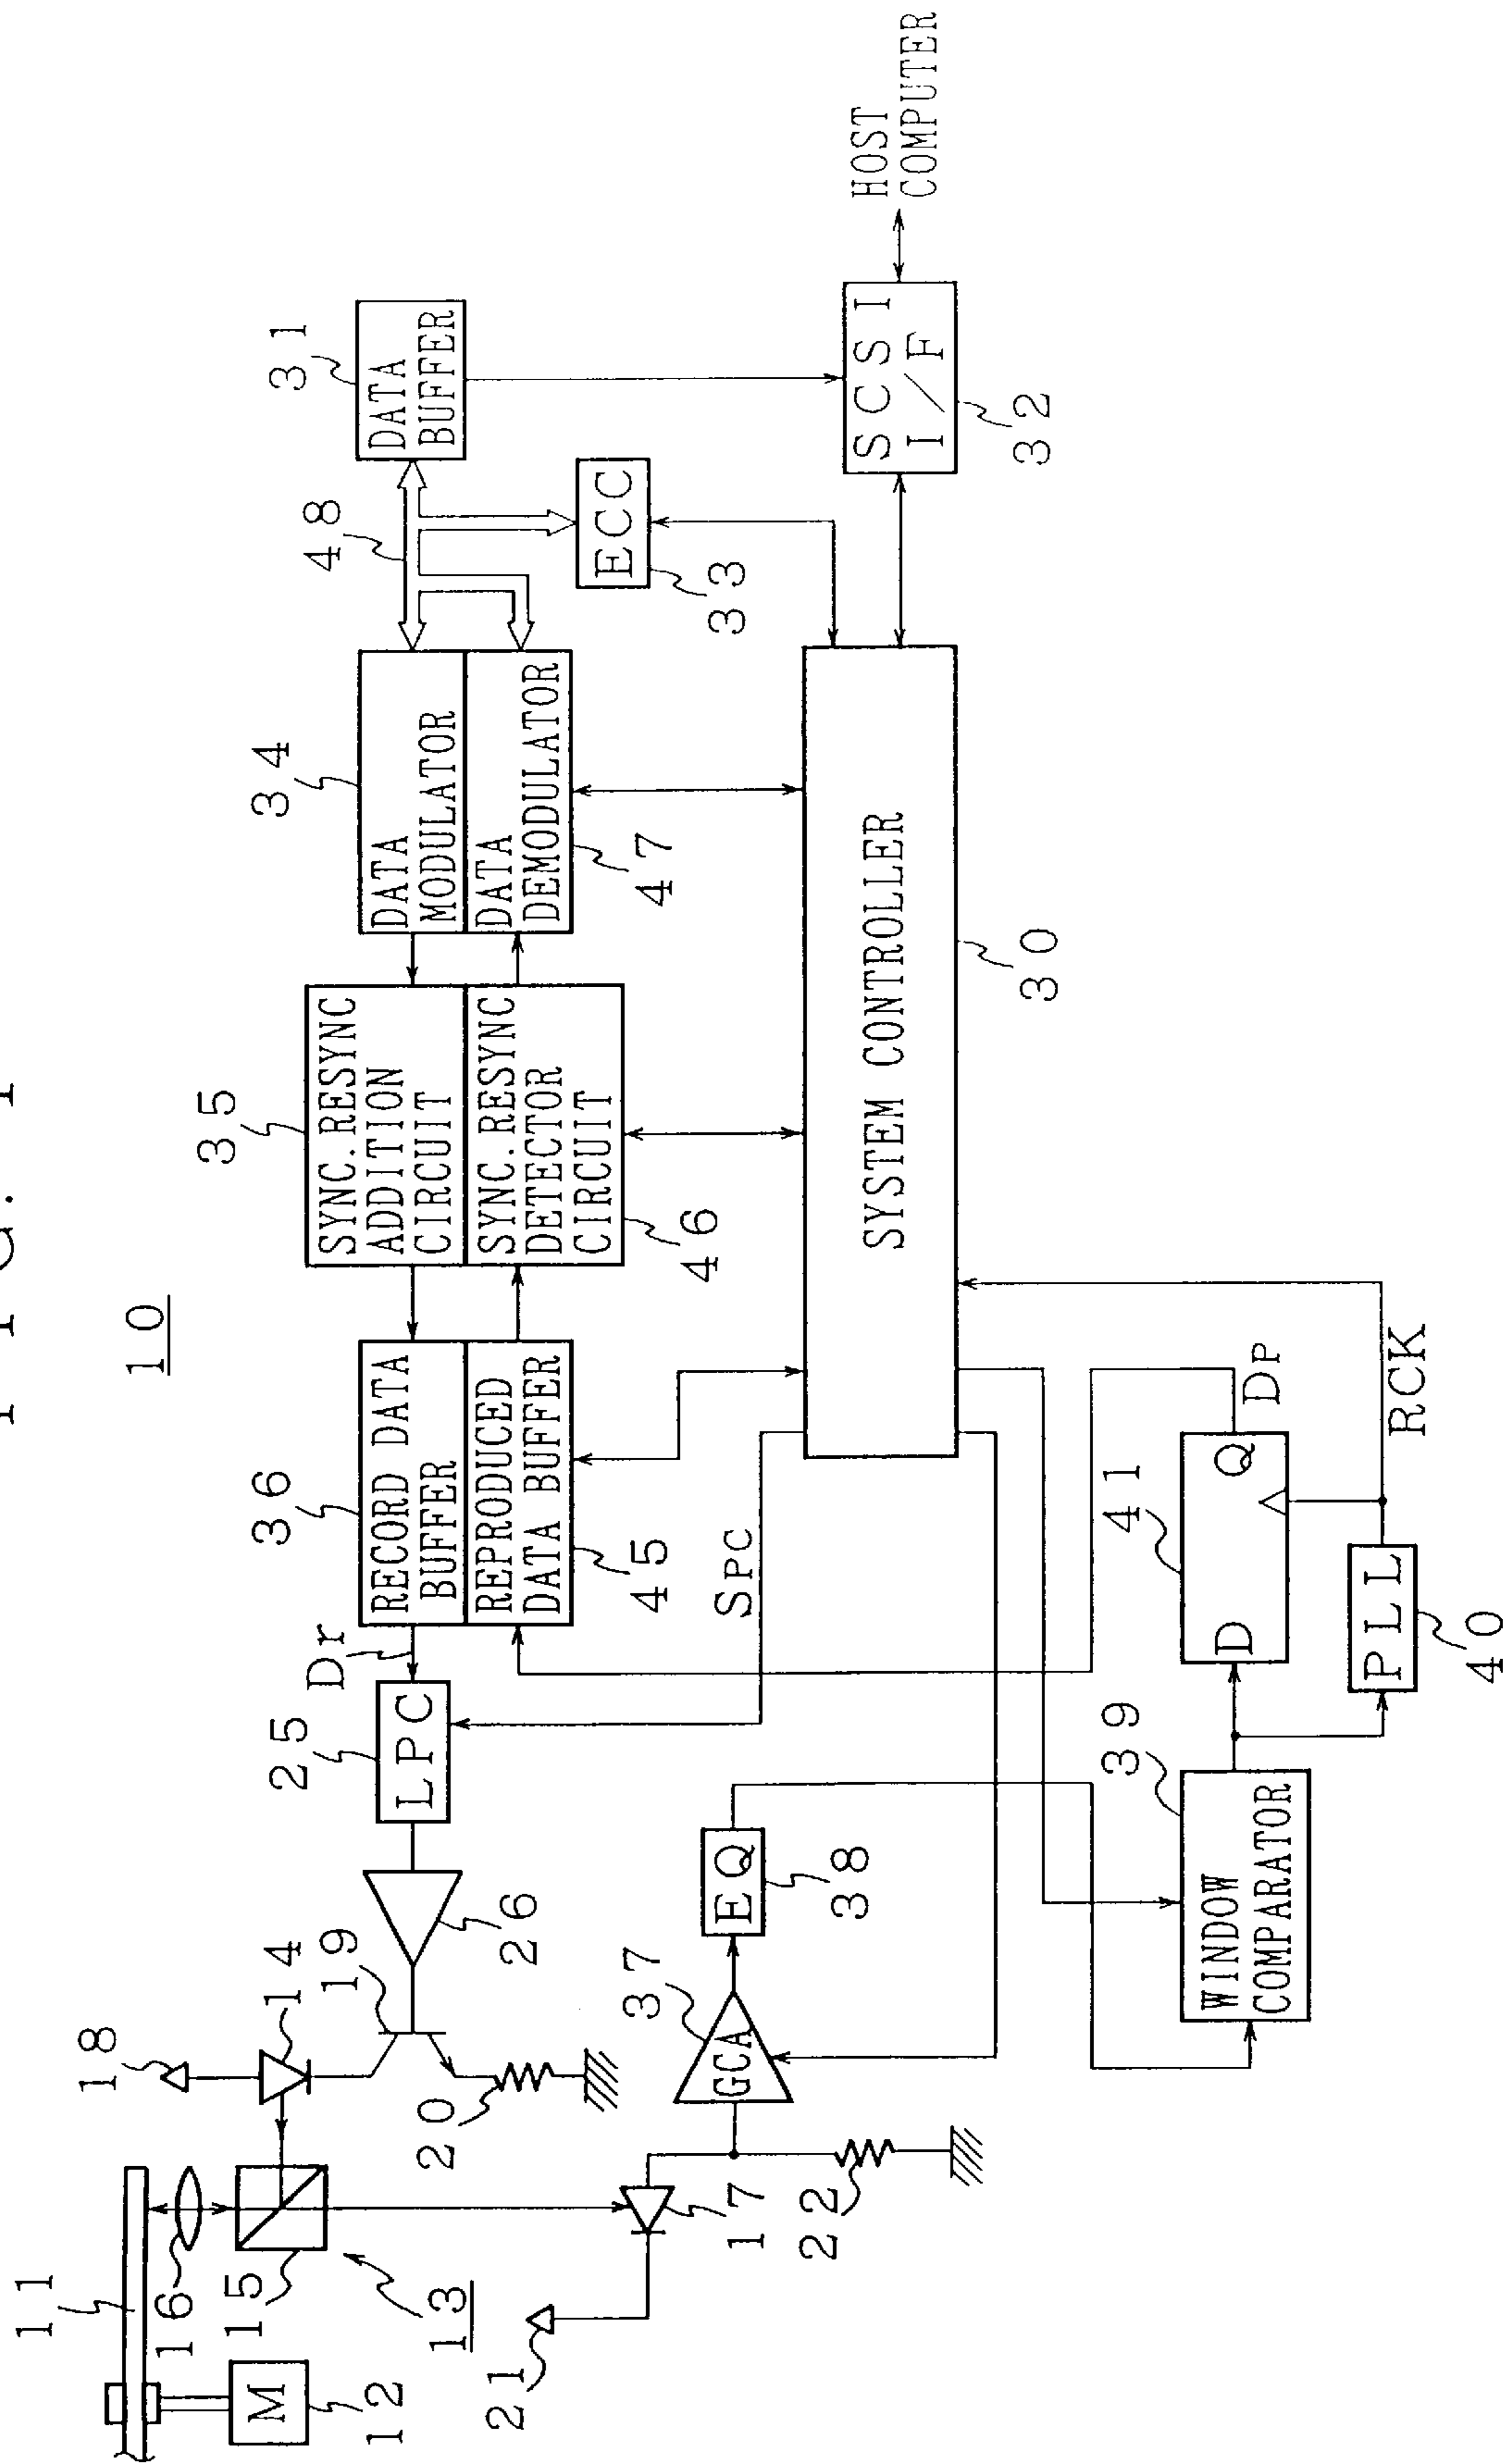 10
11
16
15
13
M
12
18
14
19
20
26
21
17
22
LPC
25
Dr
36
RECORD DATA
BUFFER
REPRODUCED
DATA BUFFER
45
35
SYNC.RESYNC
ADDITION
CIRCUIT
SYNC.RESYNC
DETECTOR
CIRCUIT
46
34
DATA
MODULATOR
DATA
DEMODULATOR
47
48
31
DATA
BUFFER
ECC
33
SPC
SYSTEM CONTROLLER
30
SCSI
I/F
32
HOST
COMPUTER
37
GCA
EQ
38
39
WINDOW
COMPARATOR
41
D
Q
DP
PLL
40
RCK